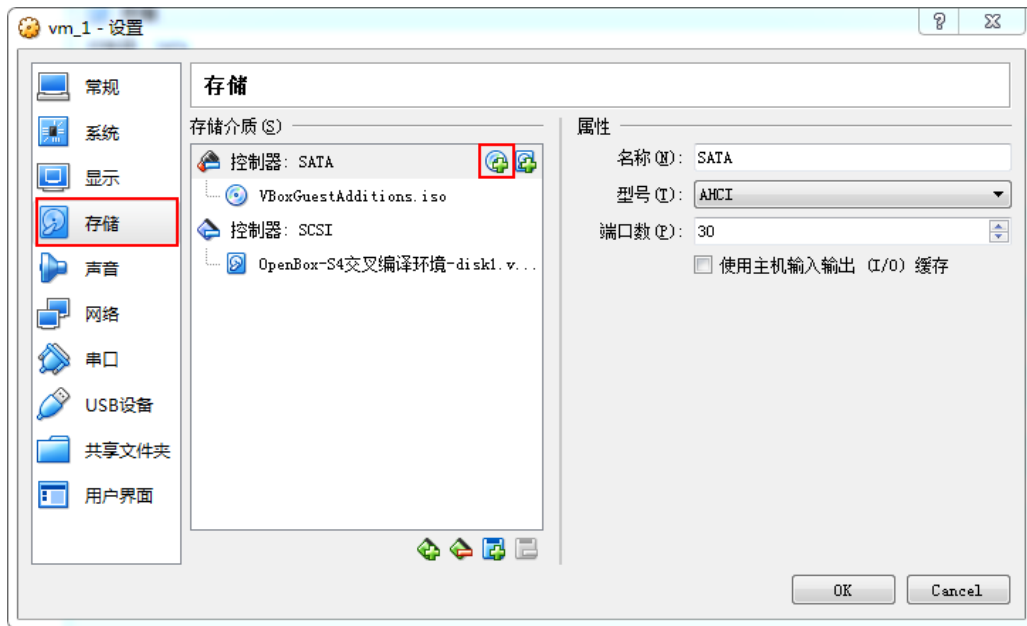 vm_1 - 设置
常规
系统
显示
存储
声音
网络
串口
USB设备
共享文件夹
用户界面
存储
存储介质(S)
控制器: SATA
VBoxGuestAdditions.iso
控制器: SCSI
OpenBox-S4交叉编译环境-disk1.v...
属性
名称(N): SATA
型号(T): AHCI
端口数(P): 30
使用主机输入输出 (I/O) 缓存
OK
Cancel